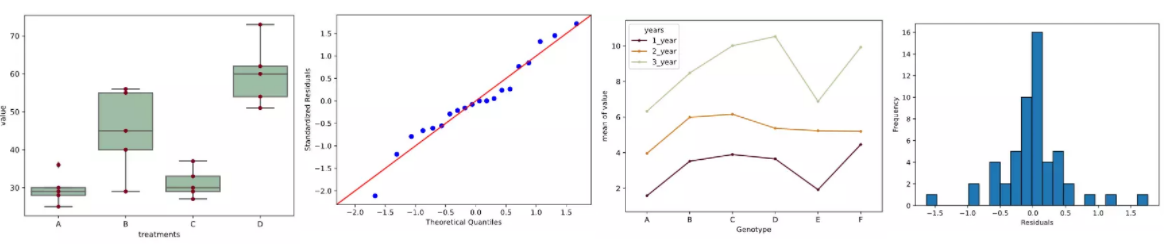 value
70
60
50
40
30
A B C D
treatments
Standardized Residuals
1.5
1.0
0.5
0.0
−0.5
−1.0
−1.5
−2.0
−2.0 −1.5 −1.0 −0.5 0.0 0.5 1.0 1.5
Theoretical Quantiles
mean of value
10
8
6
4
2
years
1_year
2_year
3_year
A B C D E F
Genotype
Frequency
16
14
12
10
8
6
4
2
0
−1.5 −1.0 −0.5 0.0 0.5 1.0 1.5
Residuals